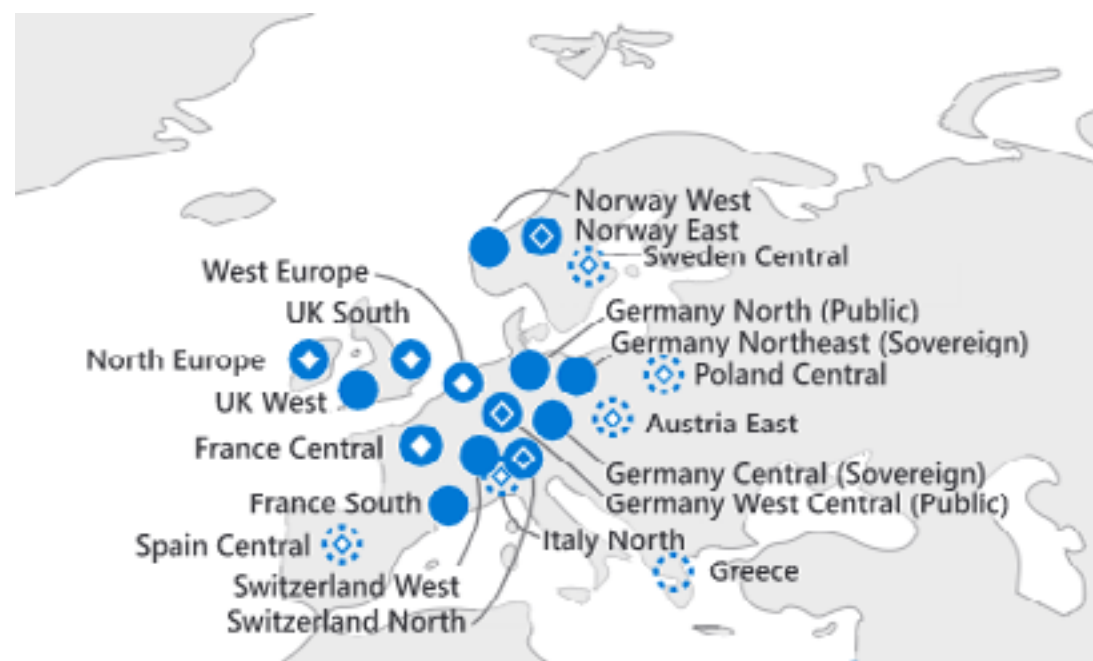 Norway West
Norway East
Sweden Central
West Europe
UK South
Germany North (Public)
Germany Northeast (Sovereign)
North Europe
Poland Central
UK West
Austria East
France Central
Germany Central (Sovereign)
Germany West Central (Public)
France South
Italy North
Spain Central
Greece
Switzerland West
Switzerland North